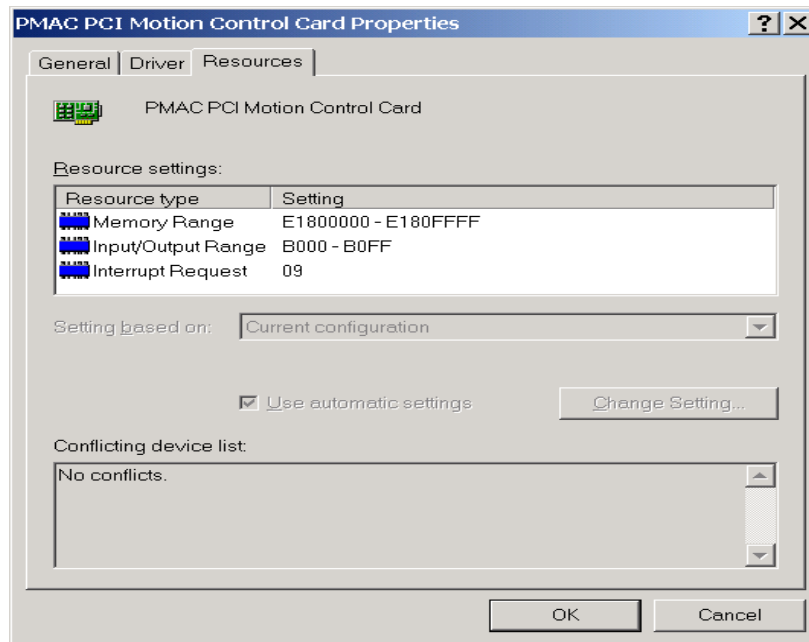 PMAC PCI Motion Control Card Properties
General Driver Resources
PMAC PCI Motion Control Card
Resource settings:
Resource type Setting
Memory Range E1800000 - E180FFFF
Input/Output Range B000 - B0FF
Interrupt Request 09
Setting based on: Current configuration
Use automatic settings Change Setting...
Conflicting device list:
No conflicts.
OK Cancel